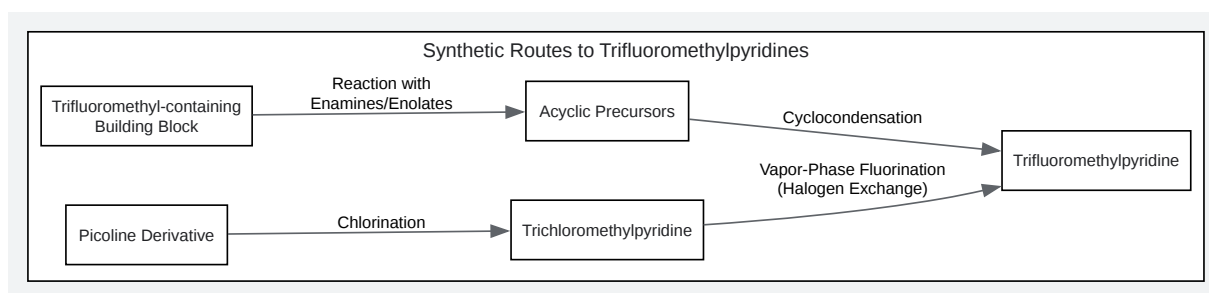 Synthetic Routes to Trifluoromethylpyridines
Trifluoromethyl-containing
Building Block
Reaction with
Enamines/Enolates
Acyclic Precursors
Cyclocondensation
Trifluoromethylpyridine
Vapor-Phase Fluorination
(Halogen Exchange)
Picoline Derivative
Chlorination
Trichloromethylpyridine